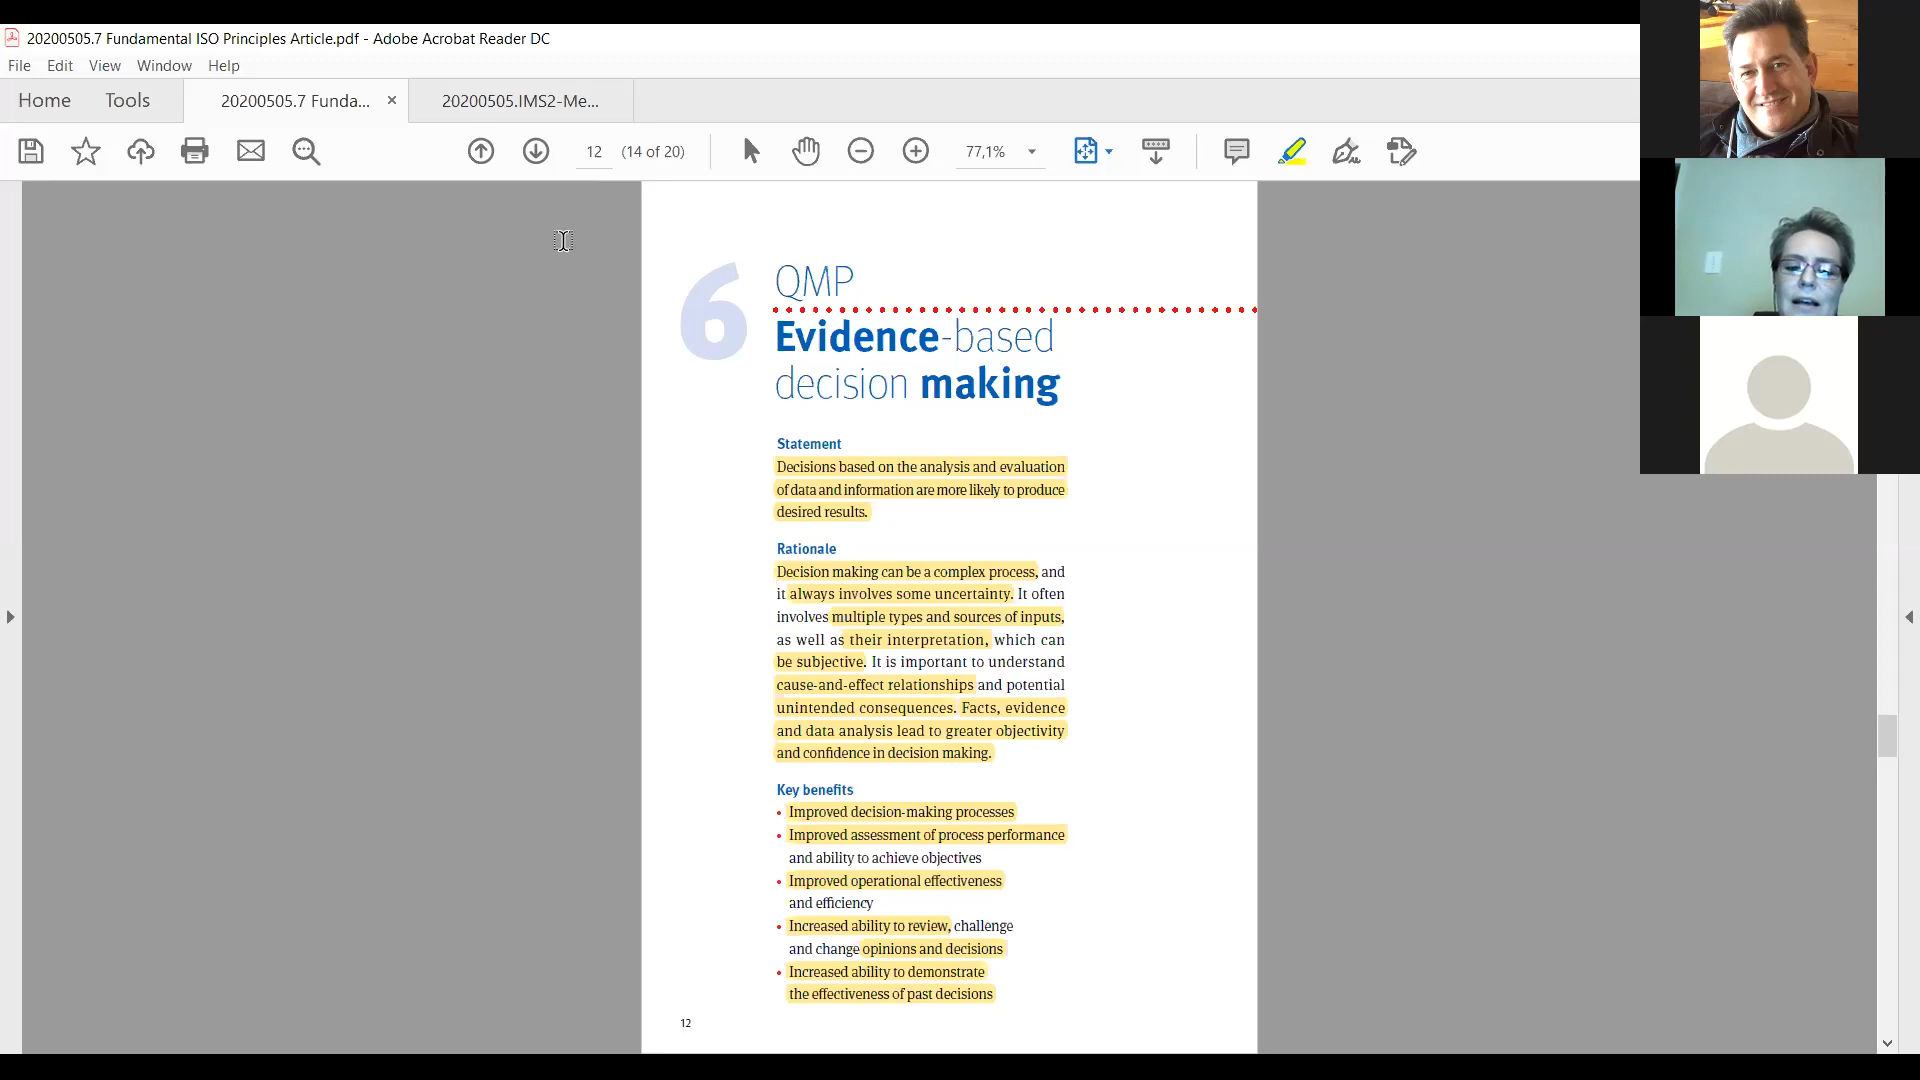 20200505.7 Fundamental ISO Principles Article.pdf - Adobe Acrobat Reader DC
File Edit View Window Help
Home Tools 20200505.7 Funda... × 20200505.IMS2-Me...
12 (14 of 20) 77,1%
6
QMP
Evidence-based
decision making
Statement
Decisions based on the analysis and evaluation
of data and information are more likely to produce
desired results.
Rationale
Decision making can be a complex process, and
it always involves some uncertainty. It often
involves multiple types and sources of inputs,
as well as their interpretation, which can
be subjective. It is important to understand
cause-and-effect relationships and potential
unintended consequences. Facts, evidence
and data analysis lead to greater objectivity
and confidence in decision making.
Key benefits
• Improved decision-making processes
• Improved assessment of process performance
and ability to achieve objectives
• Improved operational effectiveness
and efficiency
• Increased ability to review, challenge
and change opinions and decisions
• Increased ability to demonstrate
the effectiveness of past decisions
12